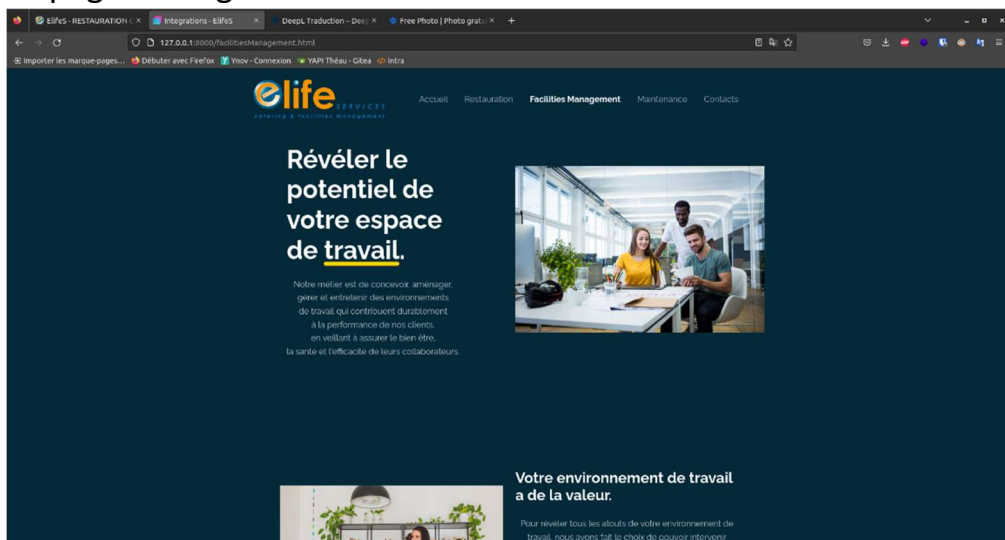 ElifeS - RESTAURATION
Integrations - ElifeS
DeepL Traduction – Deep
Free Photo | Photo gratui
127.0.0.1:8000/facilitiesManagement.html
Importer les marque-pages...
Débuter avec Firefox
Ynov - Connexion
YAPI Théau - Gitea
Intra
elife SERVICES
catering & facilities management
Accueil
Restauration
Facilities Management
Maintenance
Contacts
Révéler le
potentiel de
votre espace
de travail.
Notre métier est de concevoir, aménager,
gérer et entretenir des environnements
de travail qui contribuent durablement
à la performance de nos clients,
en veillant à assurer le bien être,
la santé et l'efficacité de leurs collaborateurs.
Votre environnement de travail
a de la valeur.
Pour révéler tous les atouts de votre environnement de
travail, nous avons fait le choix de pouvoir intervenir